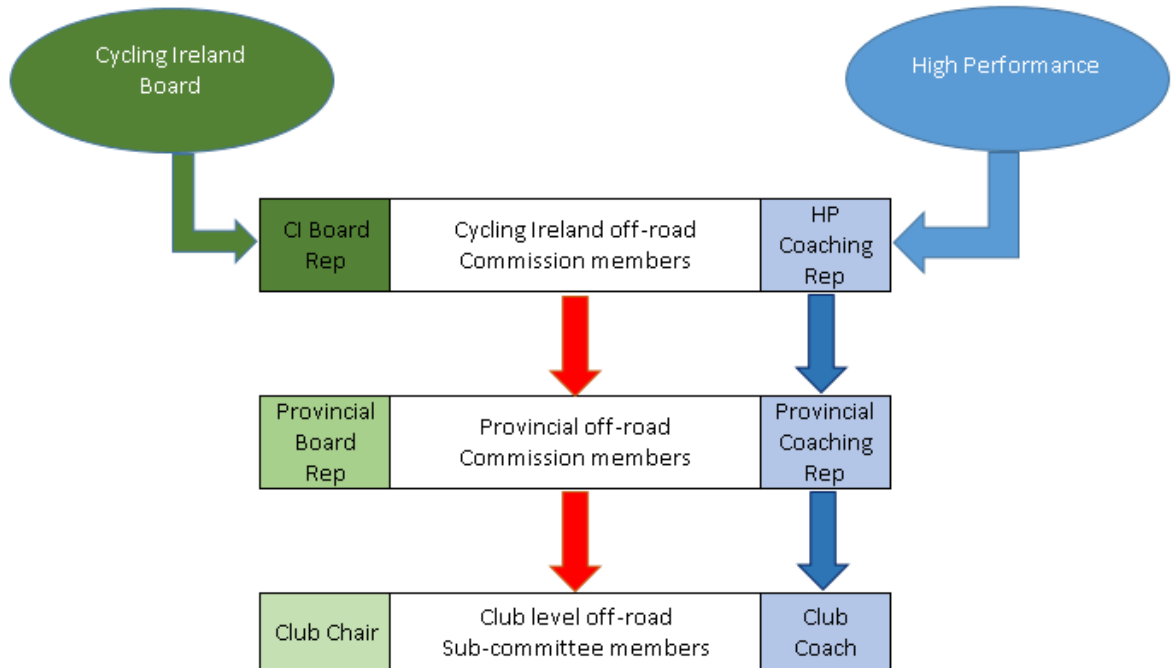 Cycling Ireland
Board
High Performance
CI Board
Rep
Cycling Ireland off-road
Commission members
HP
Coaching
Rep
Provincial
Board
Rep
Provincial off-road
Commission members
Provincial
Coaching
Rep
Club Chair
Club level off-road
Sub-committee members
Club
Coach